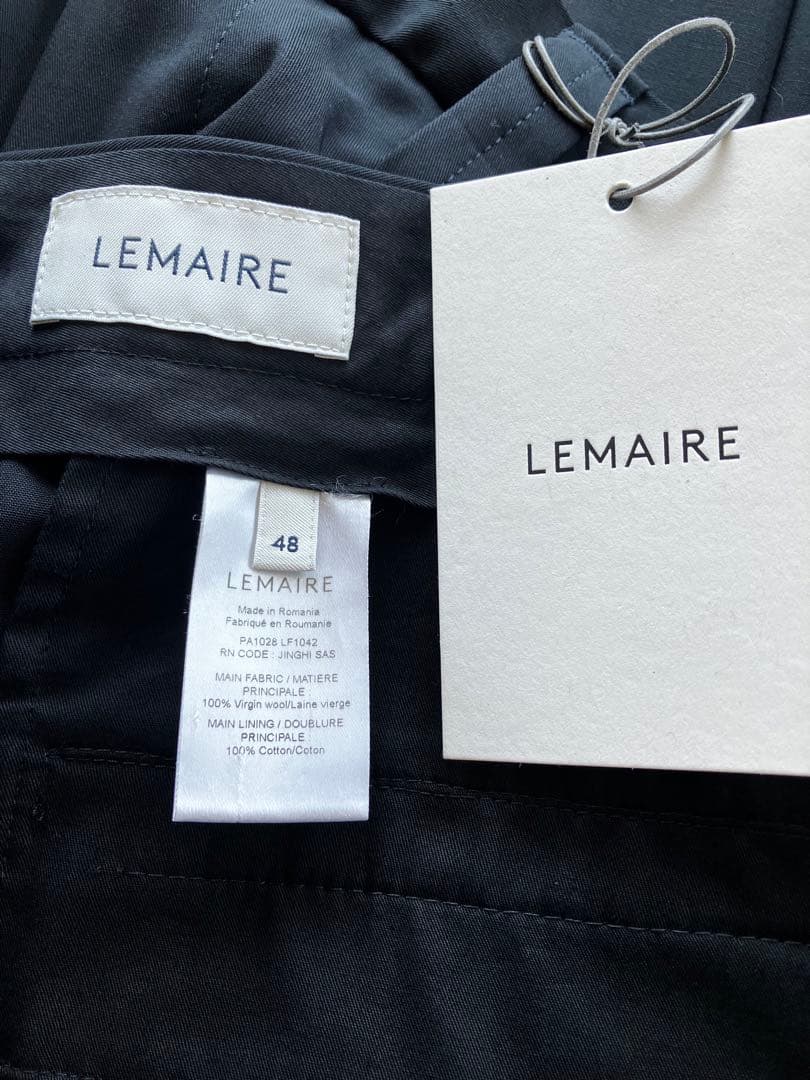 LEMAIRE
LEMAIRE
48
LEMAIRE
Made in Romania
Fabriqué en Roumanie
PA1028 LF1042
RN CODE : JINGHI SAS
MAIN FABRIC / MATIERE
PRINCIPALE :
100% Virgin wool/Laine vierge
MAIN LINING / DOUBLURE
PRINCIPALE :
100% Cotton/Coton